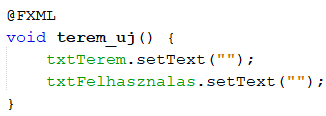 @FXML
void terem_uj() {
txtTerem.setText("");
txtFelhasznalas.setText("");
}